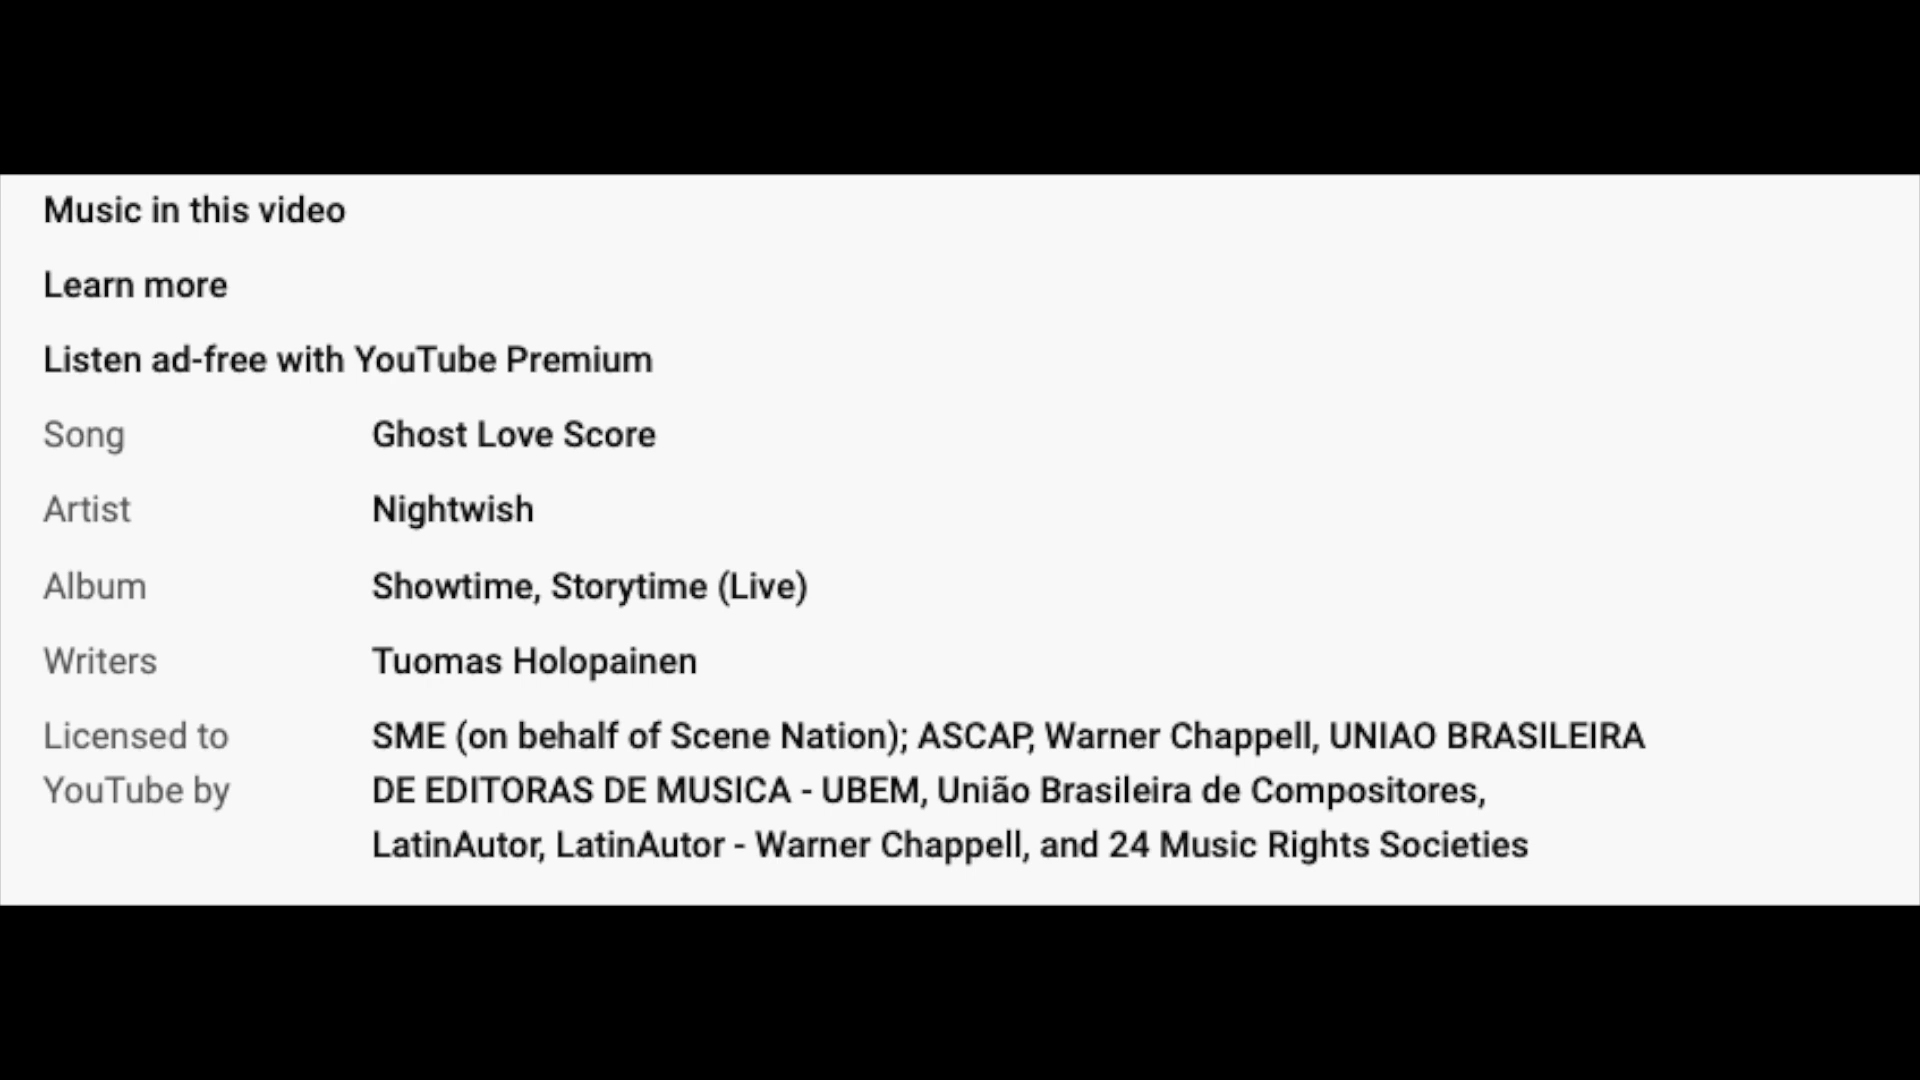 Music in this video
Learn more
Listen ad-free with YouTube Premium
Song Ghost Love Score
Artist Nightwish
Album Showtime, Storytime (Live)
Writers Tuomas Holopainen
Licensed to SME (on behalf of Scene Nation); ASCAP, Warner Chappell, UNIAO BRASILEIRA
YouTube by DE EDITORAS DE MUSICA - UBEM, União Brasileira de Compositores,
LatinAutor, LatinAutor - Warner Chappell, and 24 Music Rights Societies